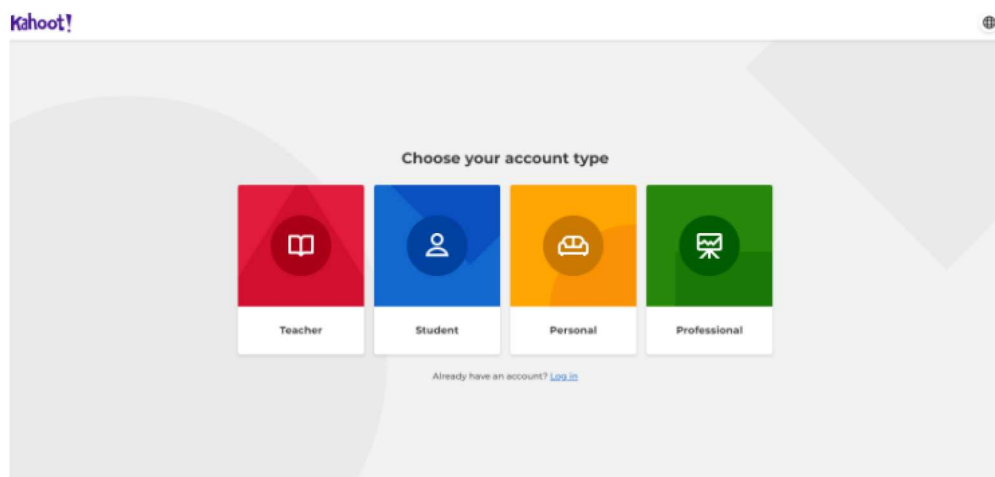 Kahoot!
Choose your account type
Teacher Student Personal Professional
Already have an account? Log in